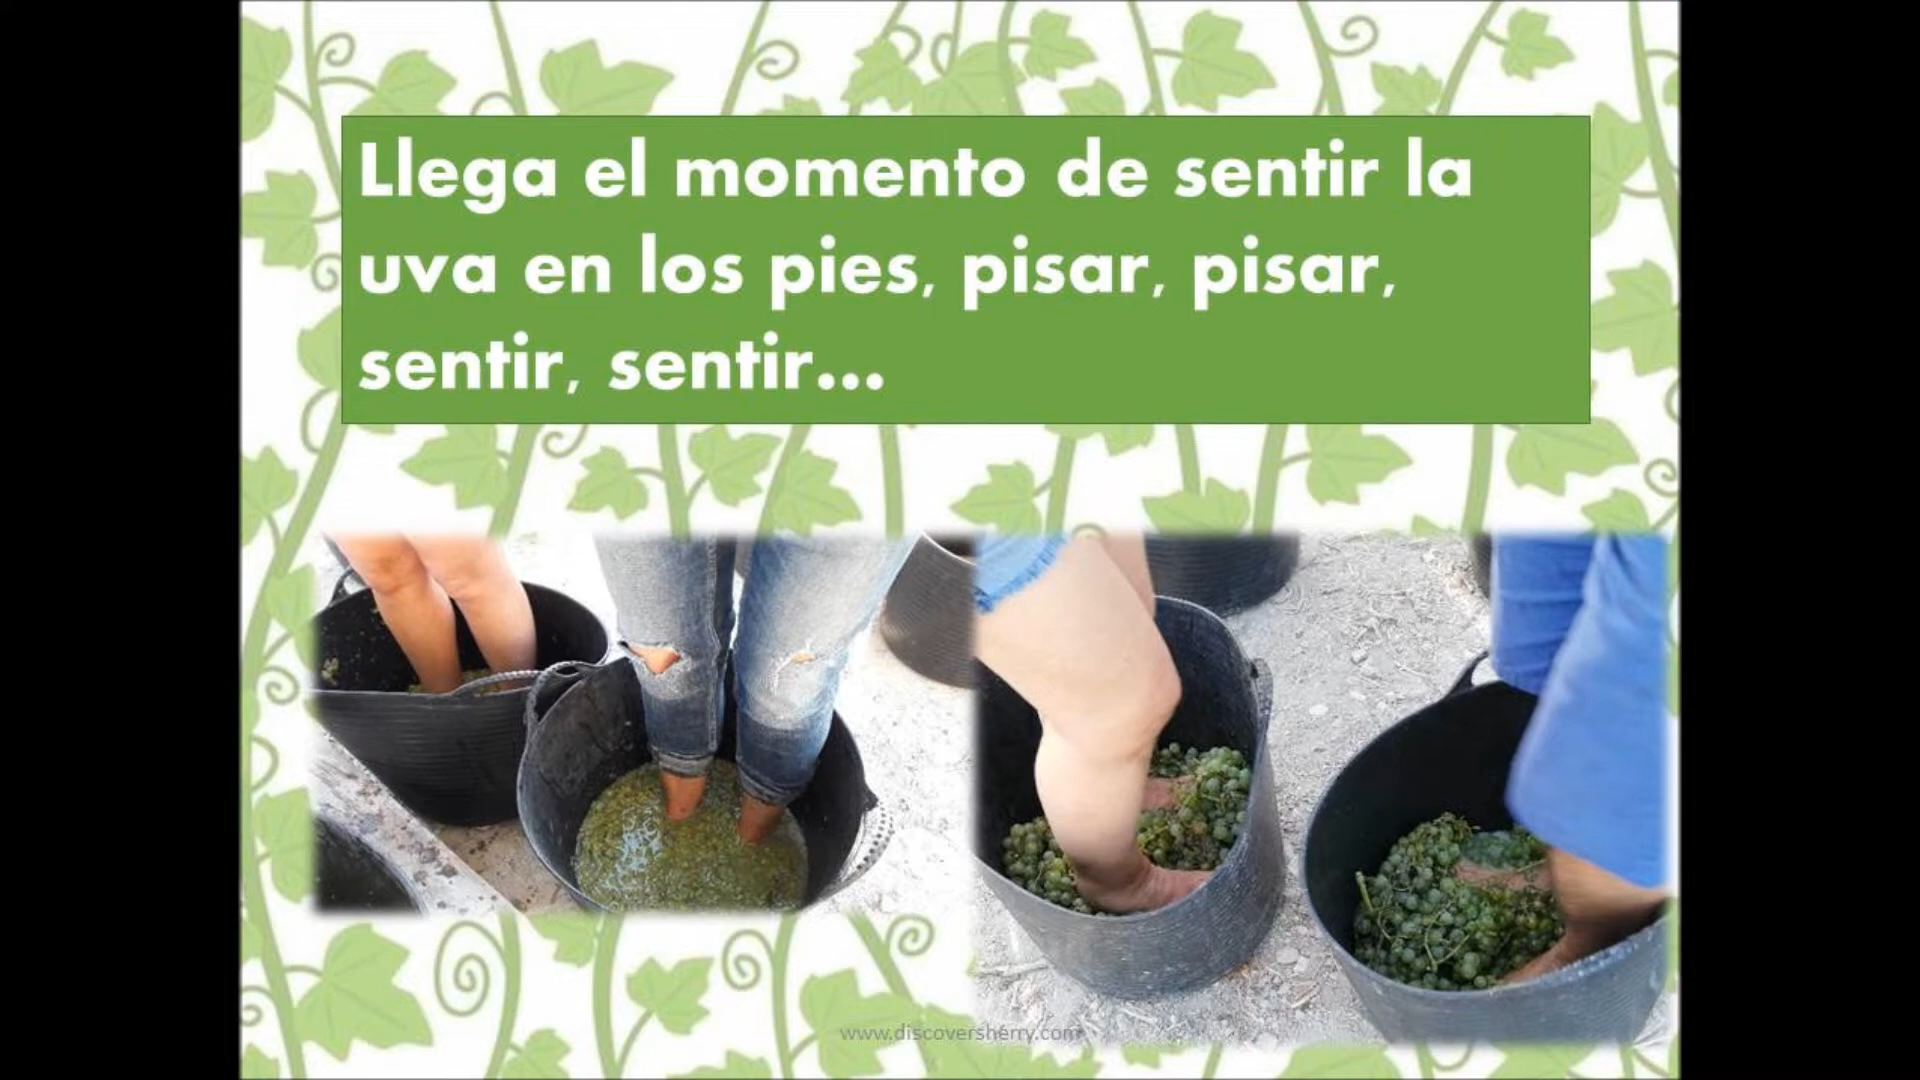 Llega el momento de sentir la
uva en los pies, pisar, pisar,
sentir, sentir...
www.discoversherry.com